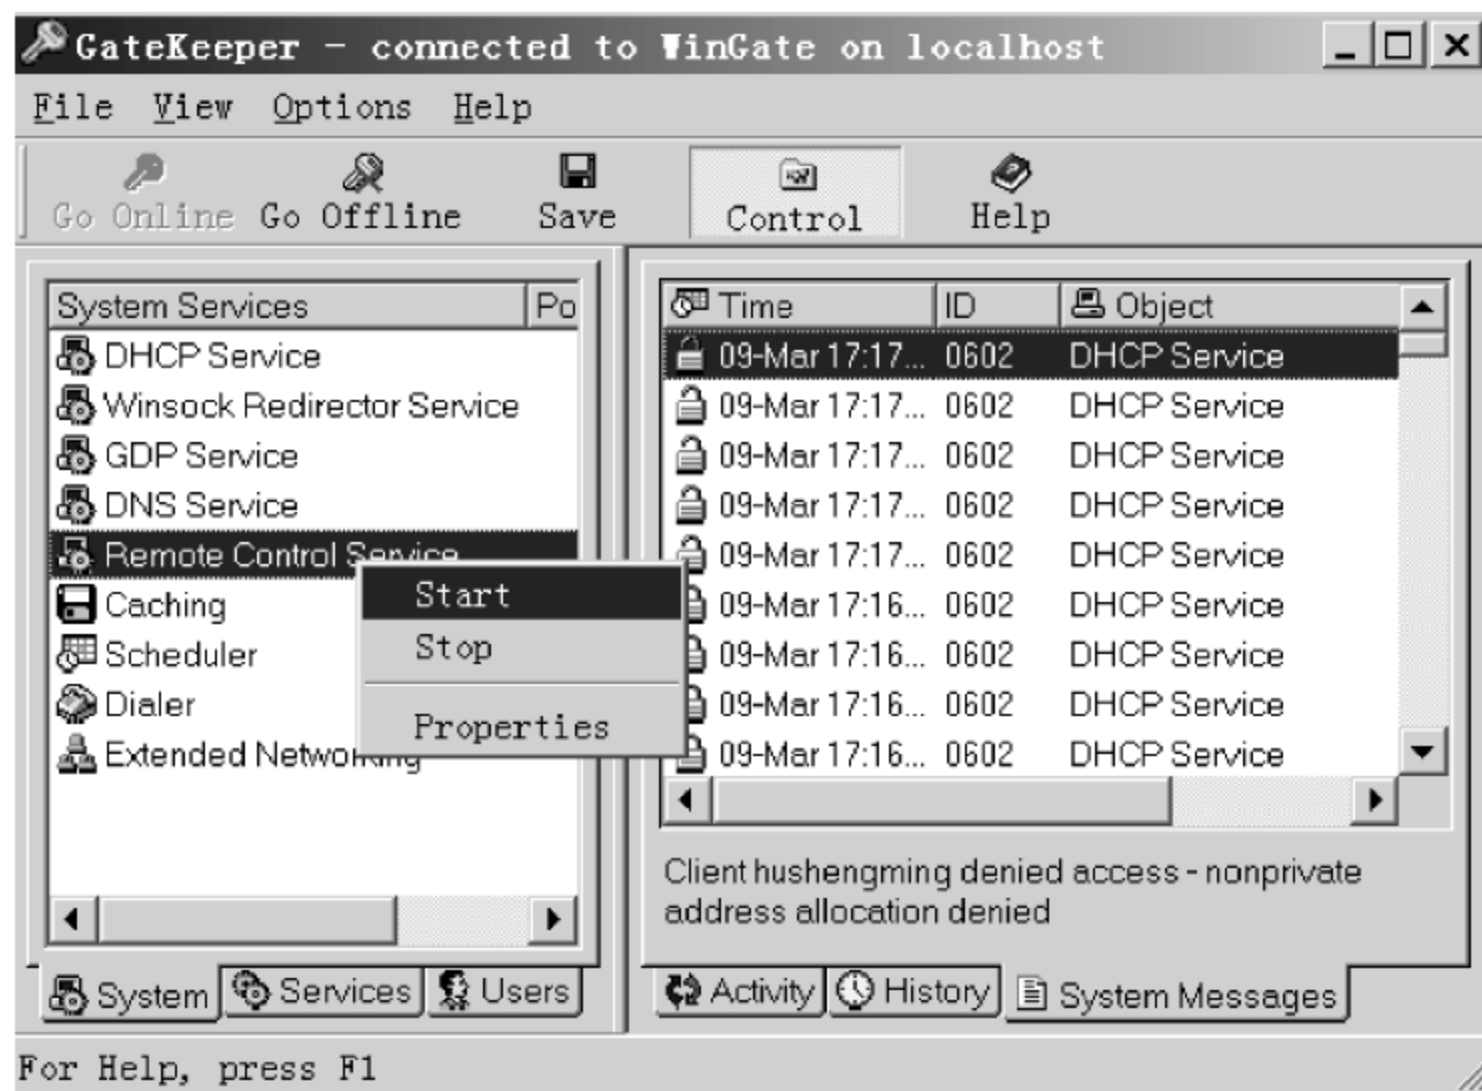 GateKeeper - connected to WinGate on localhost
File View Options Help
Go Online Go Offline Save Control Help
System Services Po
DHCP Service
Winsock Redirector Service
GDP Service
DNS Service
Remote Control Service
Caching
Scheduler
Dialer
Extended Networking
Start
Stop
Properties
Time ID Object
09-Mar 17:17... 0602 DHCP Service
09-Mar 17:17... 0602 DHCP Service
09-Mar 17:17... 0602 DHCP Service
09-Mar 17:17... 0602 DHCP Service
09-Mar 17:17... 0602 DHCP Service
09-Mar 17:16... 0602 DHCP Service
09-Mar 17:16... 0602 DHCP Service
09-Mar 17:16... 0602 DHCP Service
09-Mar 17:16... 0602 DHCP Service
Client hushengming denied access - nonprivate
address allocation denied
System Services Users
Activity History System Messages
For Help, press F1